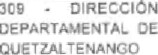 309 - DIRECCIÓN
DEPARTAMENTAL DE
QUETZALTENANGO